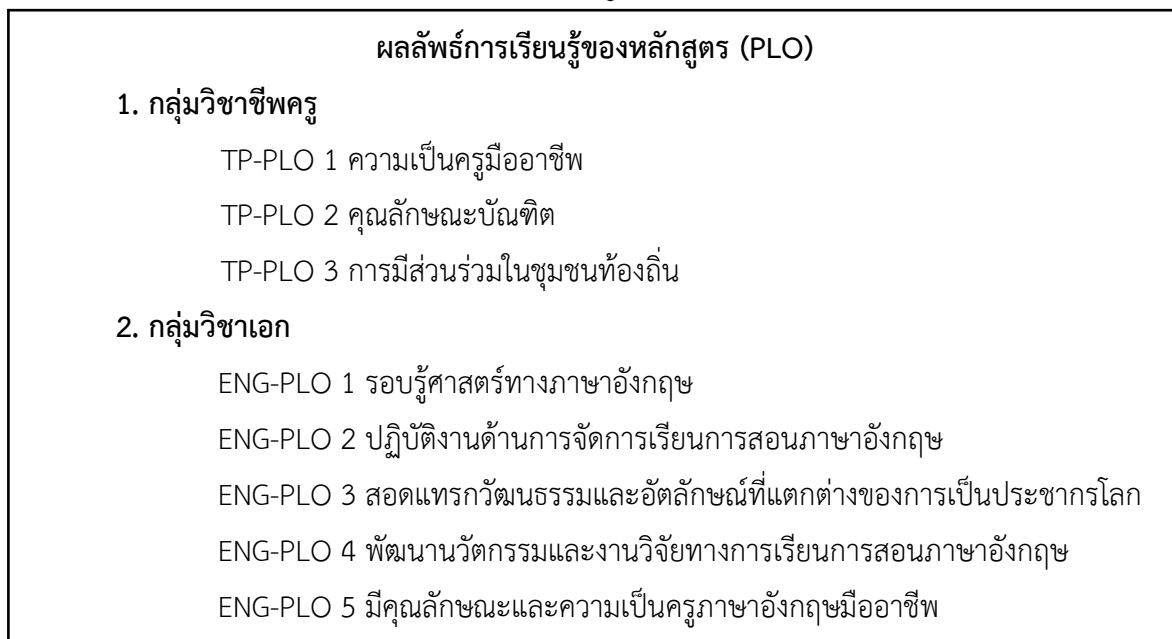 ผลลัพธ์การเรียนรู้ของหลักสูตร (PLO)
1. กลุ่มวิชาชีพครู
TP-PLO 1 ความเป็นครูมืออาชีพ
TP-PLO 2 คุณลักษณะบัณฑิต
TP-PLO 3 การมีส่วนร่วมในชุมชนท้องถิ่น
2. กลุ่มวิชาเอก
ENG-PLO 1 รอบรู้ศาสตร์ทางภาษาอังกฤษ
ENG-PLO 2 ปฏิบัติงานด้านการจัดการเรียนการสอนภาษาอังกฤษ
ENG-PLO 3 สอดแทรกวัฒนธรรมและอัตลักษณ์ที่แตกต่างของการเป็นประชากรโลก
ENG-PLO 4 พัฒนานวัตกรรมและงานวิจัยทางการเรียนการสอนภาษาอังกฤษ
ENG-PLO 5 มีคุณลักษณะและความเป็นครูภาษาอังกฤษมืออาชีพ